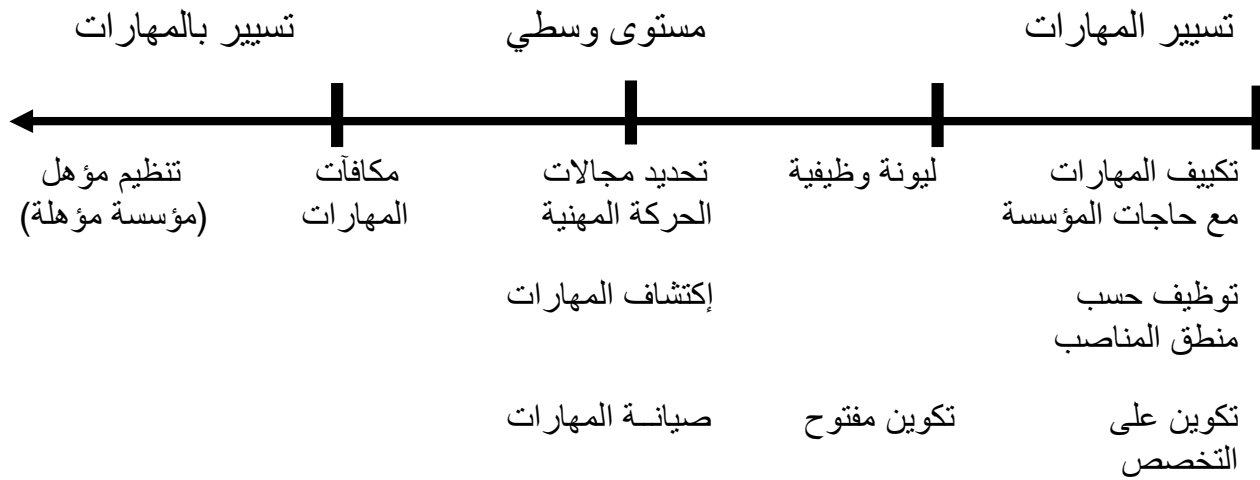 تسيير المهارات
مستوى وسطي
تسيير بالمهارات
تكييف المهارات
مع حاجات المؤسسة
ليونة وظيفية
تحديد مجالات
الحركة المهنية
مكافآت
المهارات
تنظيم مؤهل
(مؤسسة مؤهلة)
توظيف حسب
منطق المناصب
إكتشاف المهارات
تكوين على
التخصص
تكوين مفتوح
صيانــة المهارات